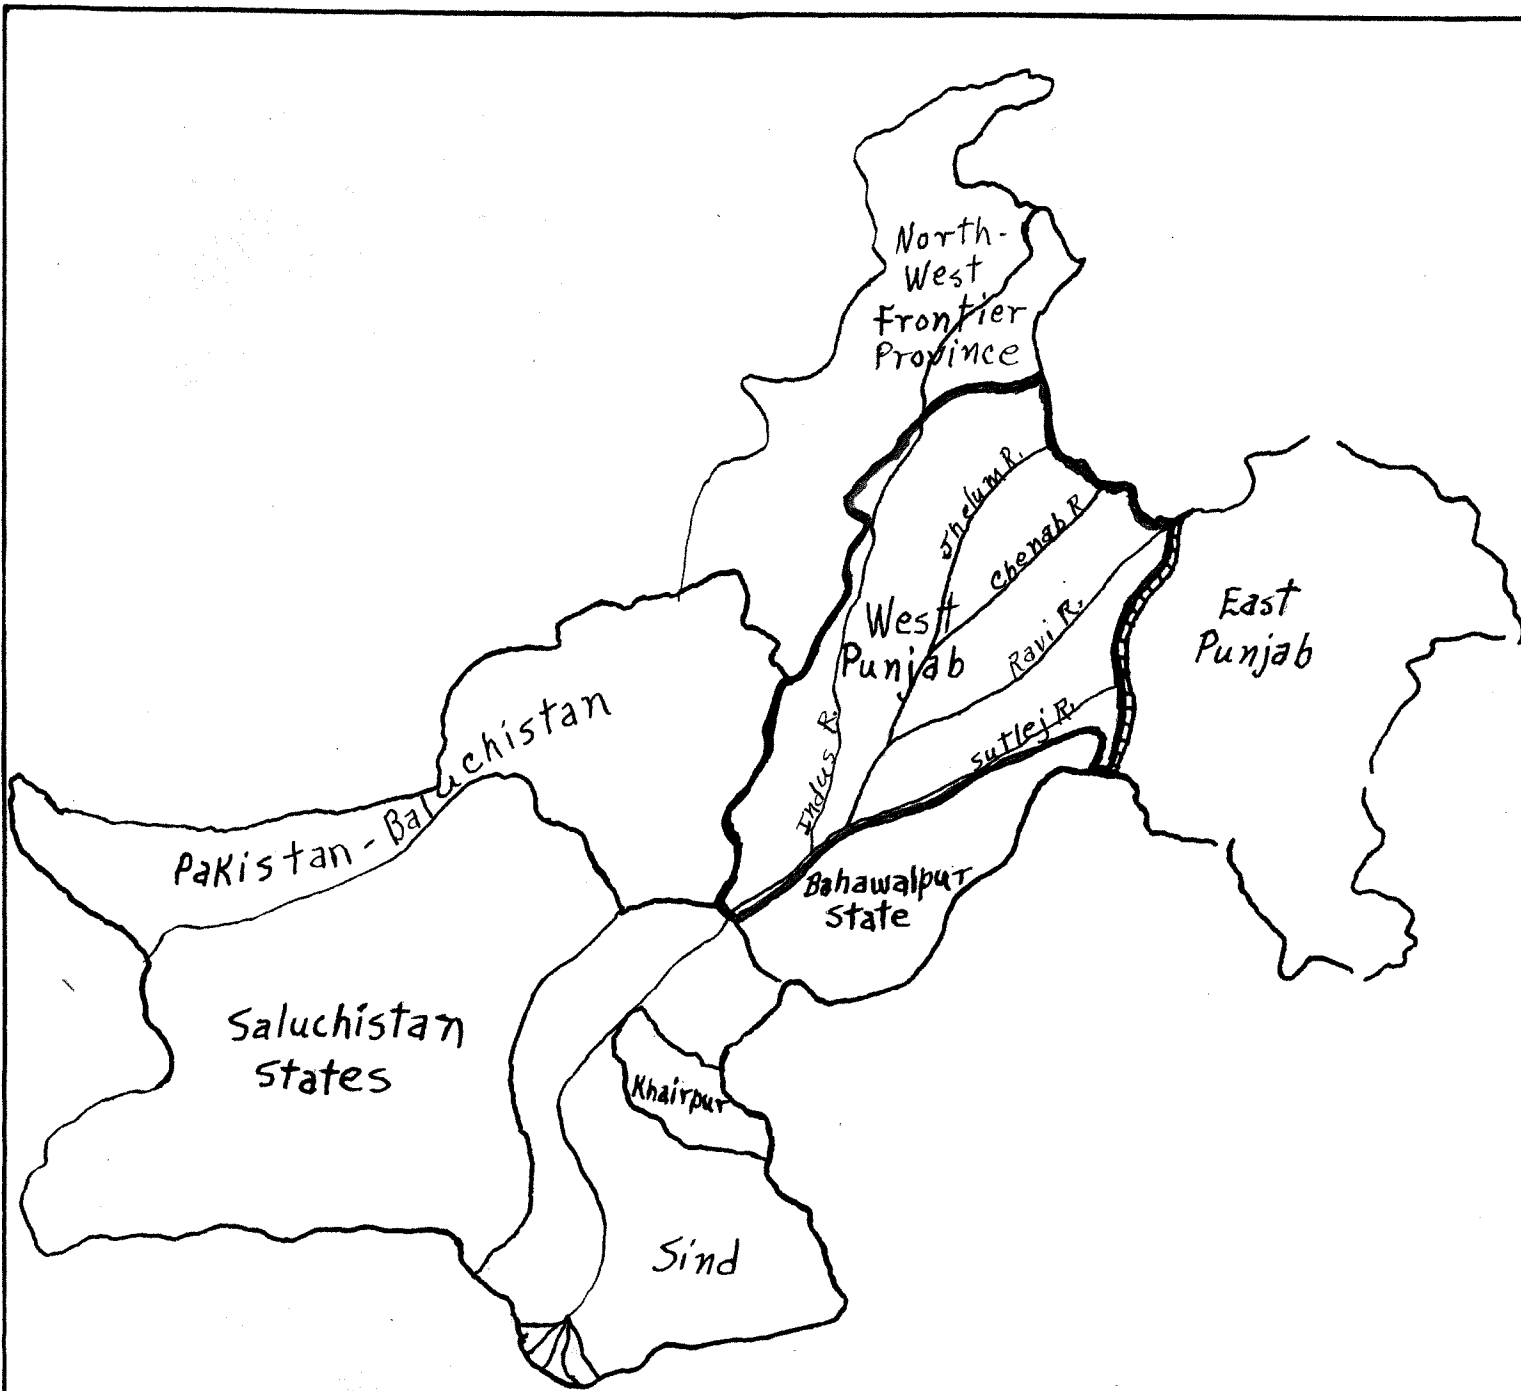 North-
West
Frontier
Province
Jhelum R.
Chenab R
West
Punjab
Ravi R.
East
Punjab
Sutlej R.
Indus R.
Pakistan - Baluchistan
Bahawalpur
State
Saluchistan
States
Khairpur
Sind